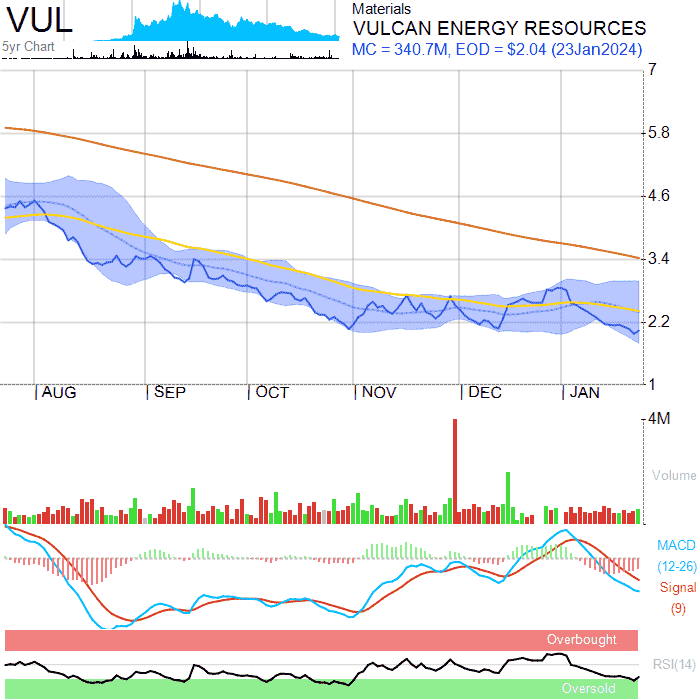 VUL
5yr Chart
Materials
VULCAN ENERGY RESOURCES
MC = 340.7M, EOD = $2.04 (23Jan2024)
7
5.8
4.6
3.4
2.2
1
AUG SEP OCT NOV DEC JAN
4M
Volume
MACD
(12-26)
Signal
(9)
Overbought
RSI(14)
Oversold